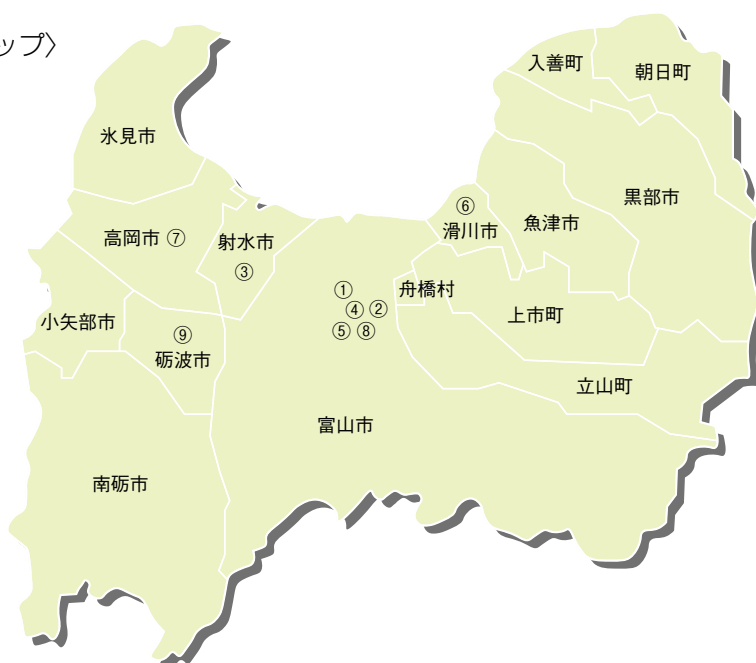 ップ〉
入善町
朝日町
氷見市
黒部市
⑥
滑川市
魚津市
高岡市 ⑦
射水市
③
舟橋村
①
④ ②
⑤ ⑧
上市町
小矢部市
⑨
砺波市
立山町
富山市
南砺市